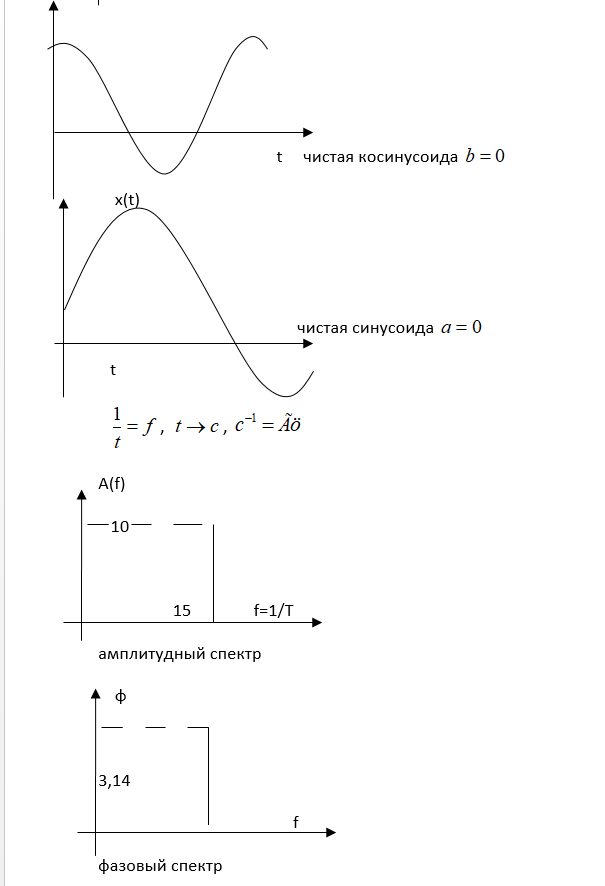 t чистая косинусоида b = 0
x(t)
чистая синусоида a = 0
t
1/t = f , t → c , c⁻¹ = Ãö
A(f)
10
15 f=1/T
амплитудный спектр
ф
3,14
f
фазовый спектр